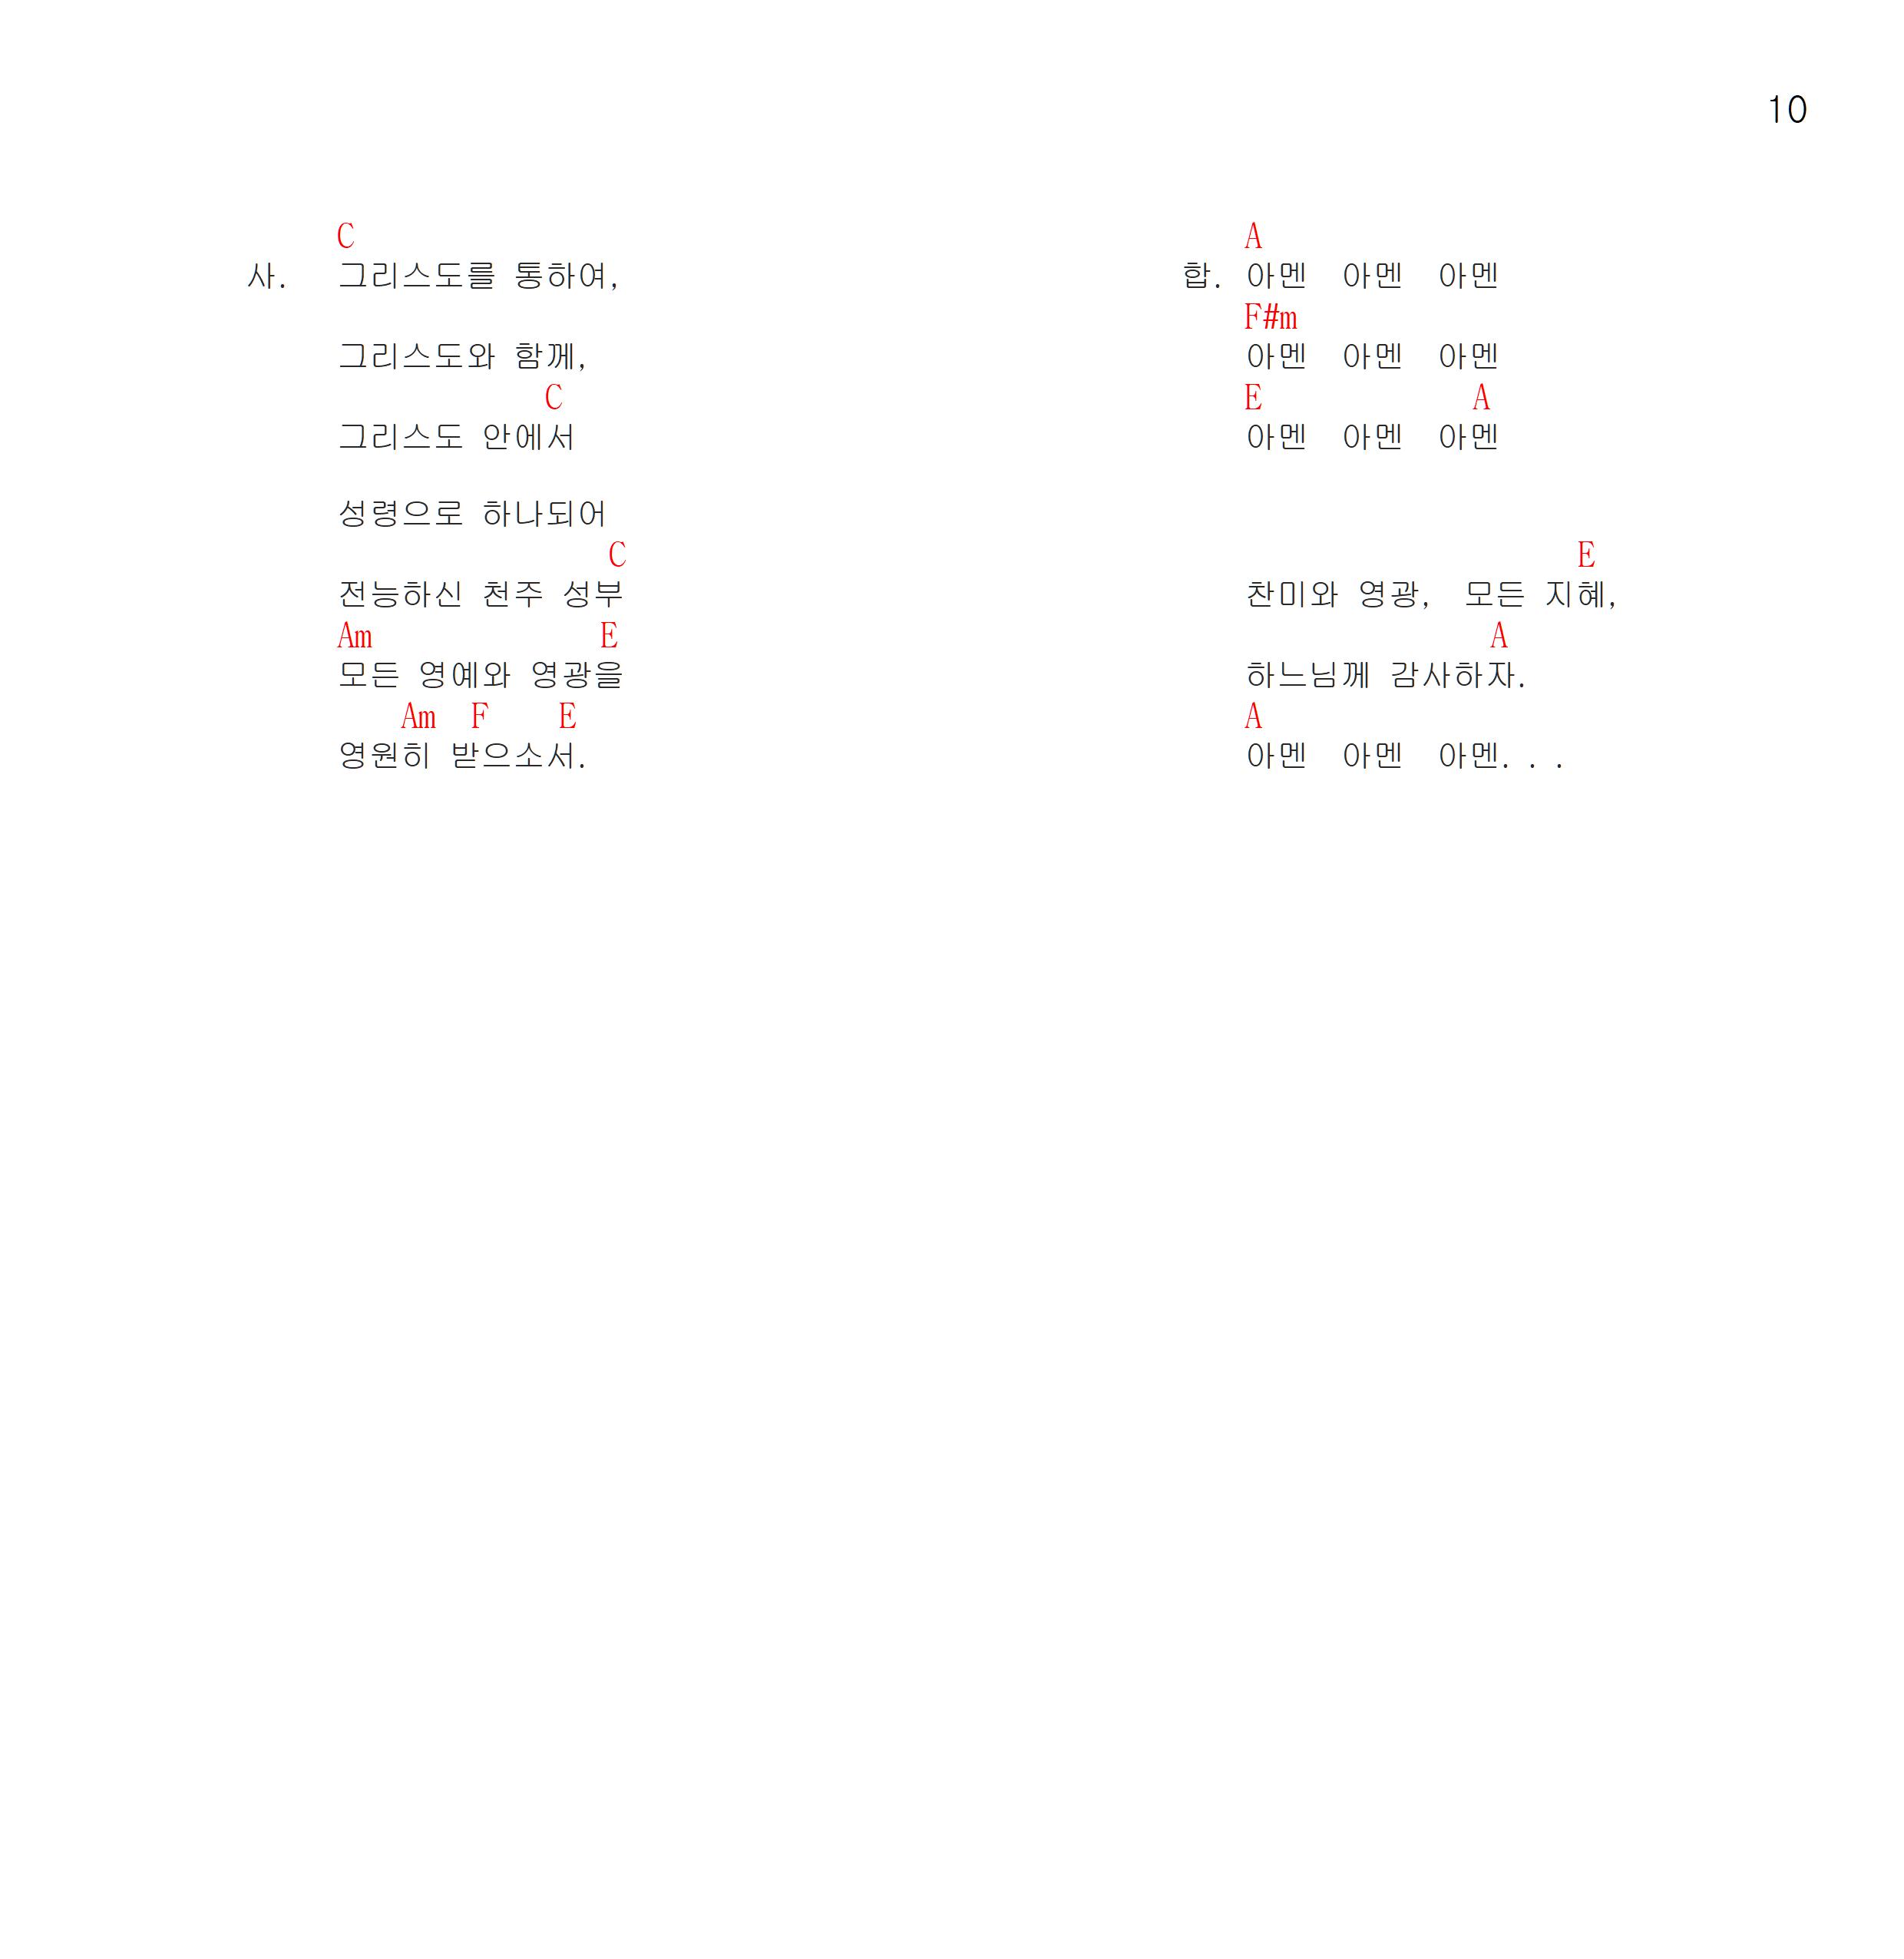 10
C
사. 그리스도를 통하여,
그리스도와 함께,
C
그리스도 안에서
성령으로 하나되어
C
전능하신 천주 성부
Am E
모든 영예와 영광을
Am F E
영원히 받으소서.
A
합. 아멘 아멘 아멘
F#m
아멘 아멘 아멘
E A
아멘 아멘 아멘
E
찬미와 영광, 모든 지혜,
A
하느님께 감사하자.
A
아멘 아멘 아멘. . .